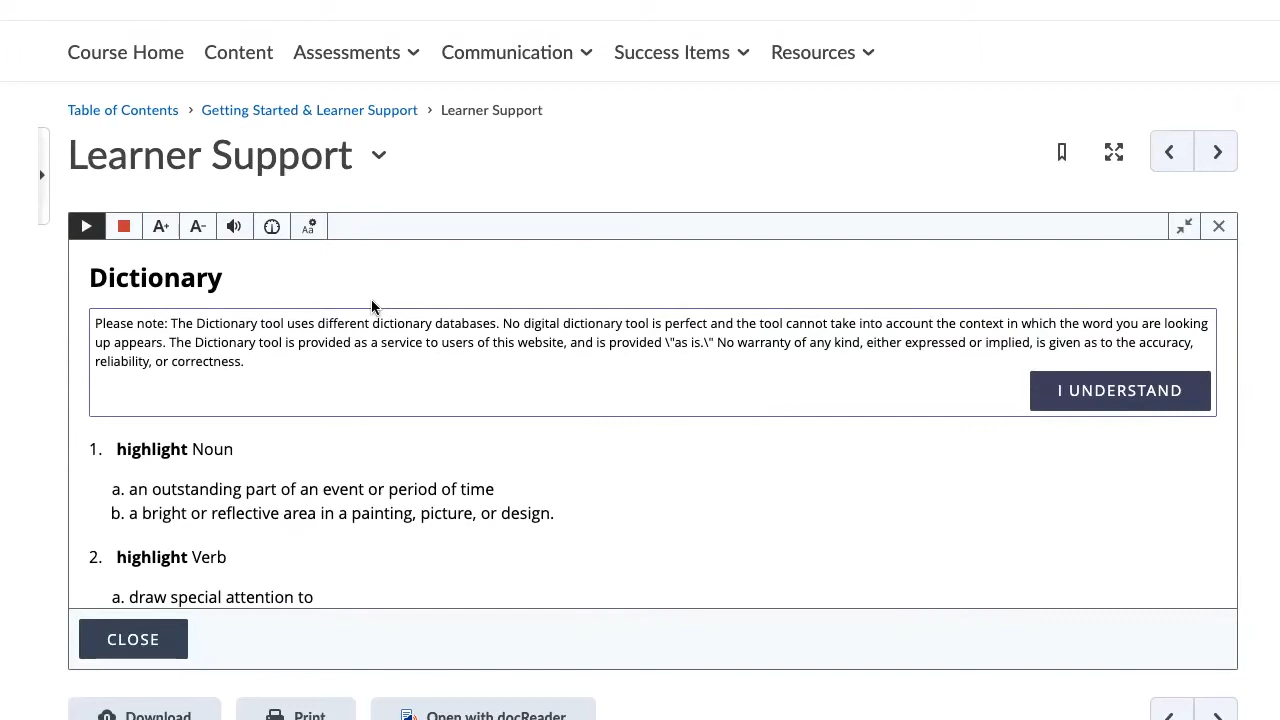 Course Home Content Assessments Communication Success Items Resources
Table of Contents › Getting Started & Learner Support › Learner Support
Learner Support
A+ A- Aa
Dictionary
Please note: The Dictionary tool uses different dictionary databases. No digital dictionary tool is perfect and the tool cannot take into account the context in which the word you are looking
up appears. The Dictionary tool is provided as a service to users of this website, and is provided \"as is.\" No warranty of any kind, either expressed or implied, is given as to the accuracy,
reliability, or correctness.
I UNDERSTAND
1. highlight Noun
a. an outstanding part of an event or period of time
b. a bright or reflective area in a painting, picture, or design.
2. highlight Verb
a. draw special attention to
CLOSE
Download Print Open with docReader